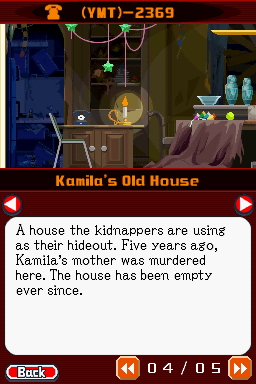 (YMT)-2369
Kamila's Old House
A house the kidnappers are using
as their hideout. Five years ago,
Kamila's mother was murdered
here. The house has been empty
ever since.
Back
04/05